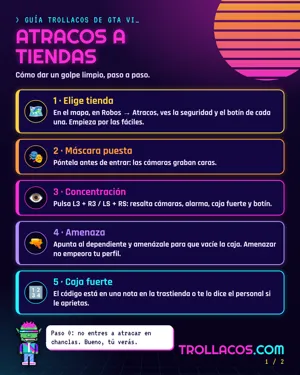 › GUÍA TROLLACOS DE GTA VI_
ATRACOS A
TIENDAS
Cómo dar un golpe limpio, paso a paso.
1 · Elige tienda
En el mapa, en Robos → Atracos, ves la seguridad y el botín de cada
una. Empieza por las fáciles.
2 · Máscara puesta
Póntela antes de entrar: las cámaras graban caras.
3 · Concentración
Pulsa L3 + R3 / LS + RS: resalta cámaras, alarma, caja fuerte y botín.
4 · Amenaza
Apunta al dependiente y amenázale para que vacíe la caja. Amenazar
no empeora tu perfil.
5 · Caja fuerte
El código está en una nota en la trastienda o te lo dice el personal si
le aprietas.
Paso 0: no entres a atracar en
chanclas. Bueno, tú verás.
TROLLACOS.COM
1 / 2